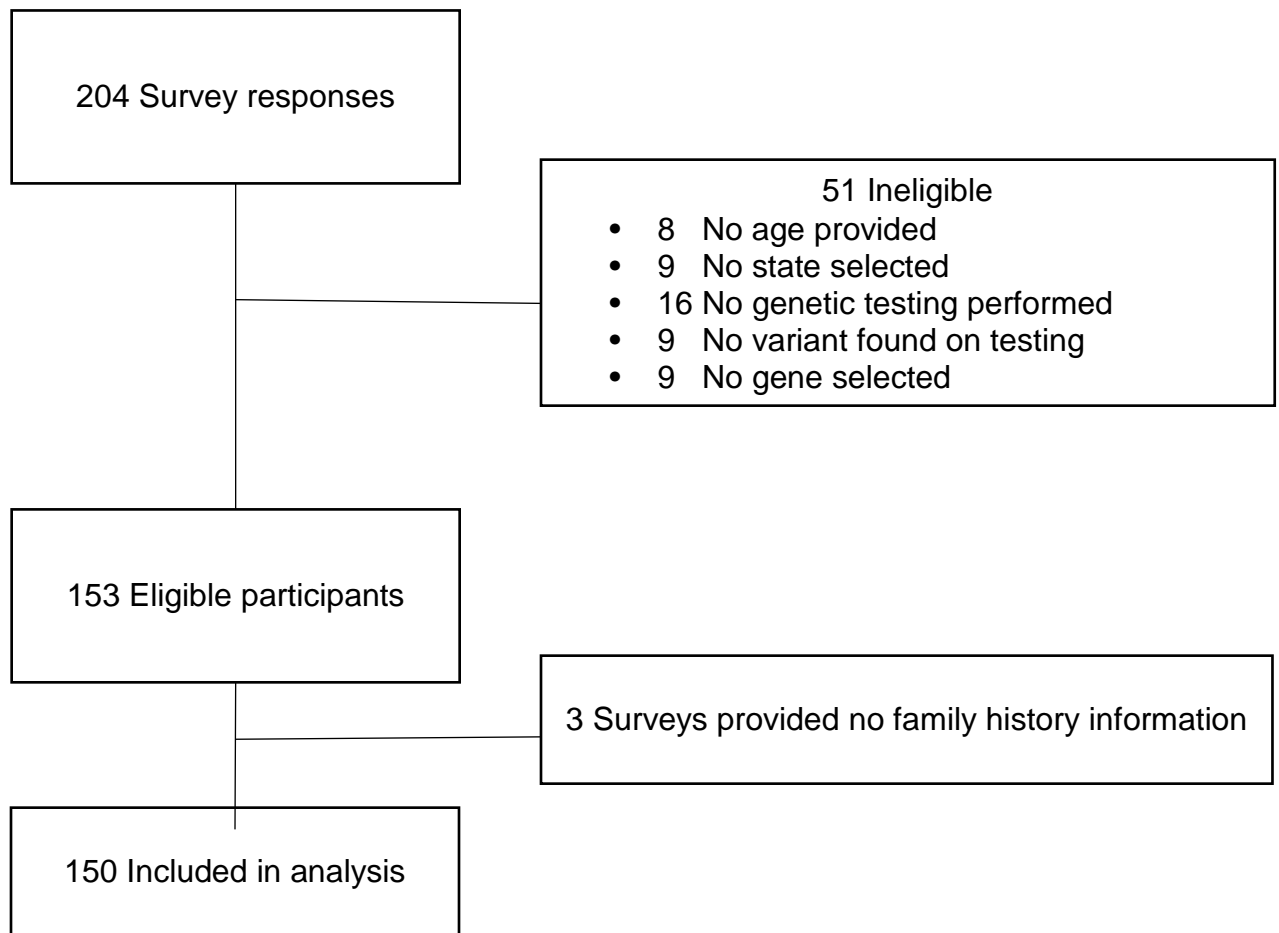 204 Survey responses
51 Ineligible
• 8 No age provided
• 9 No state selected
• 16 No genetic testing performed
• 9 No variant found on testing
• 9 No gene selected
153 Eligible participants
3 Surveys provided no family history information
150 Included in analysis